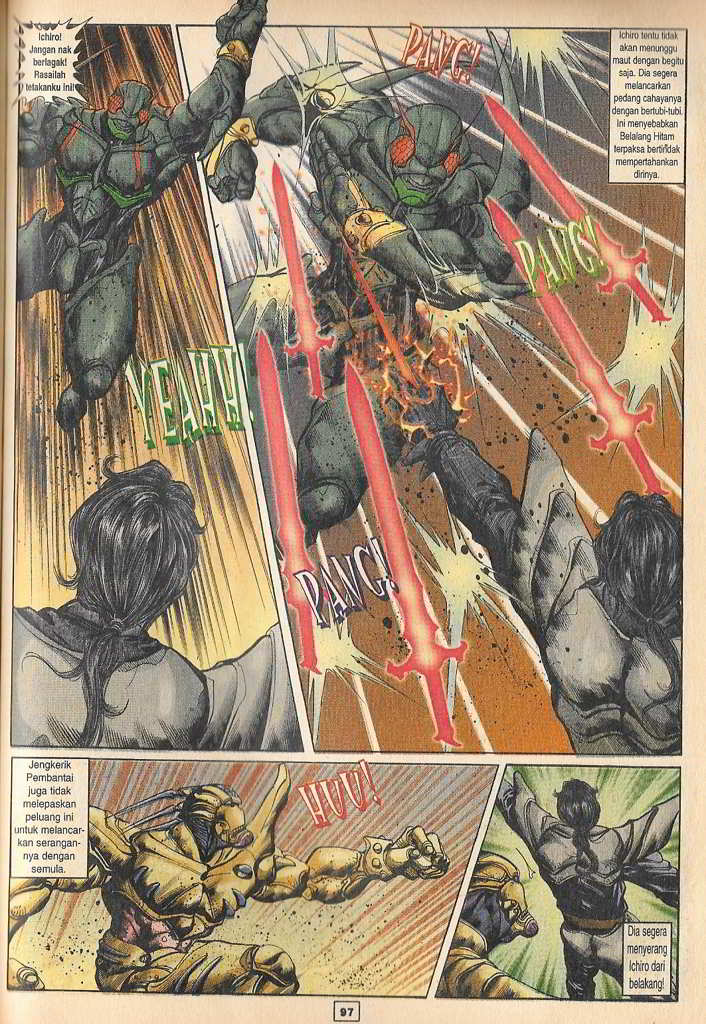 Ichiro!
Jangan nak
berlagak!
Rasailah
tetakanku ini!
YEAHH!
PANG!
Ichiro tentu tidak
akan menunggu
maut dengan begitu
saja. Dia segera
melancarkan
pedang cahayanya
dengan bertubi-tubi.
Ini menyebabkan
Belalang Hitam
terpaksa bertindak
mempertahankan
dirinya.
PANG!
PANG!
Jengkerik
Pembantai
juga tidak
melepaskan
peluang ini
untuk melancar-
kan serangan-
nya dengan
semula.
HUU!
Dia segera
menyerang
Ichiro dari
belakang!
97